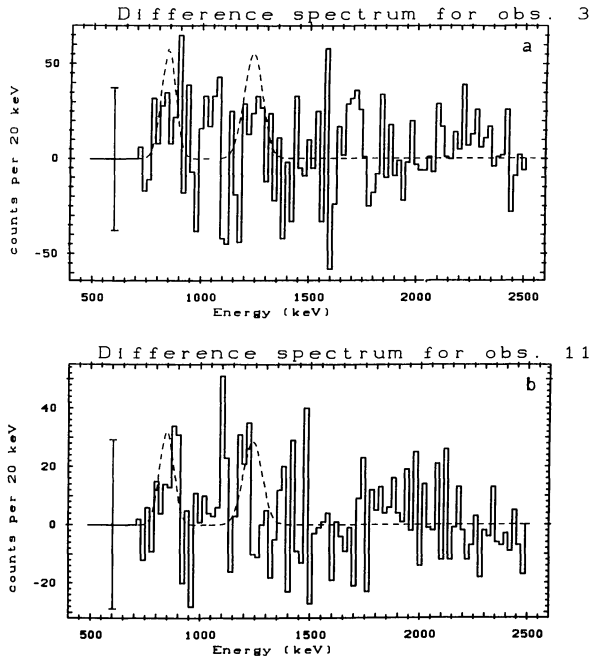 Difference spectrum for obs. 3
a
50
0
-50
counts per 20 keV
500 1000 1500 2000 2500
Energy (keV)
Difference spectrum for obs. 11
b
40
20
0
-20
counts per 20 keV
500 1000 1500 2000 2500
Energy (keV)